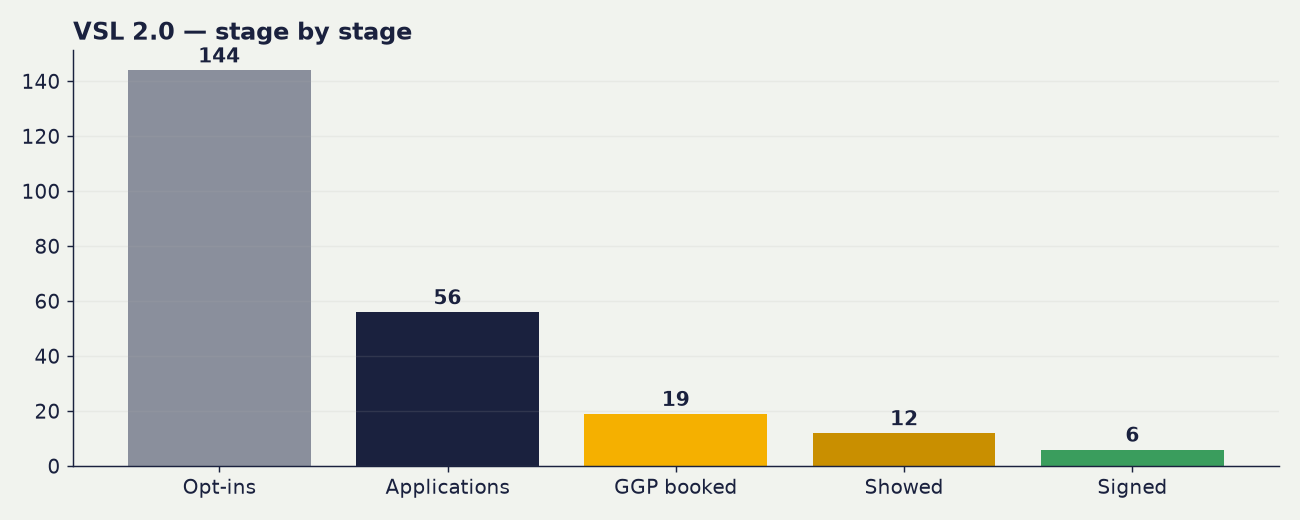 VSL 2.0 — stage by stage
144
140
120
100
80
60
40
20
0
56
19
12
6
Opt-ins
Applications
GGP booked
Showed
Signed